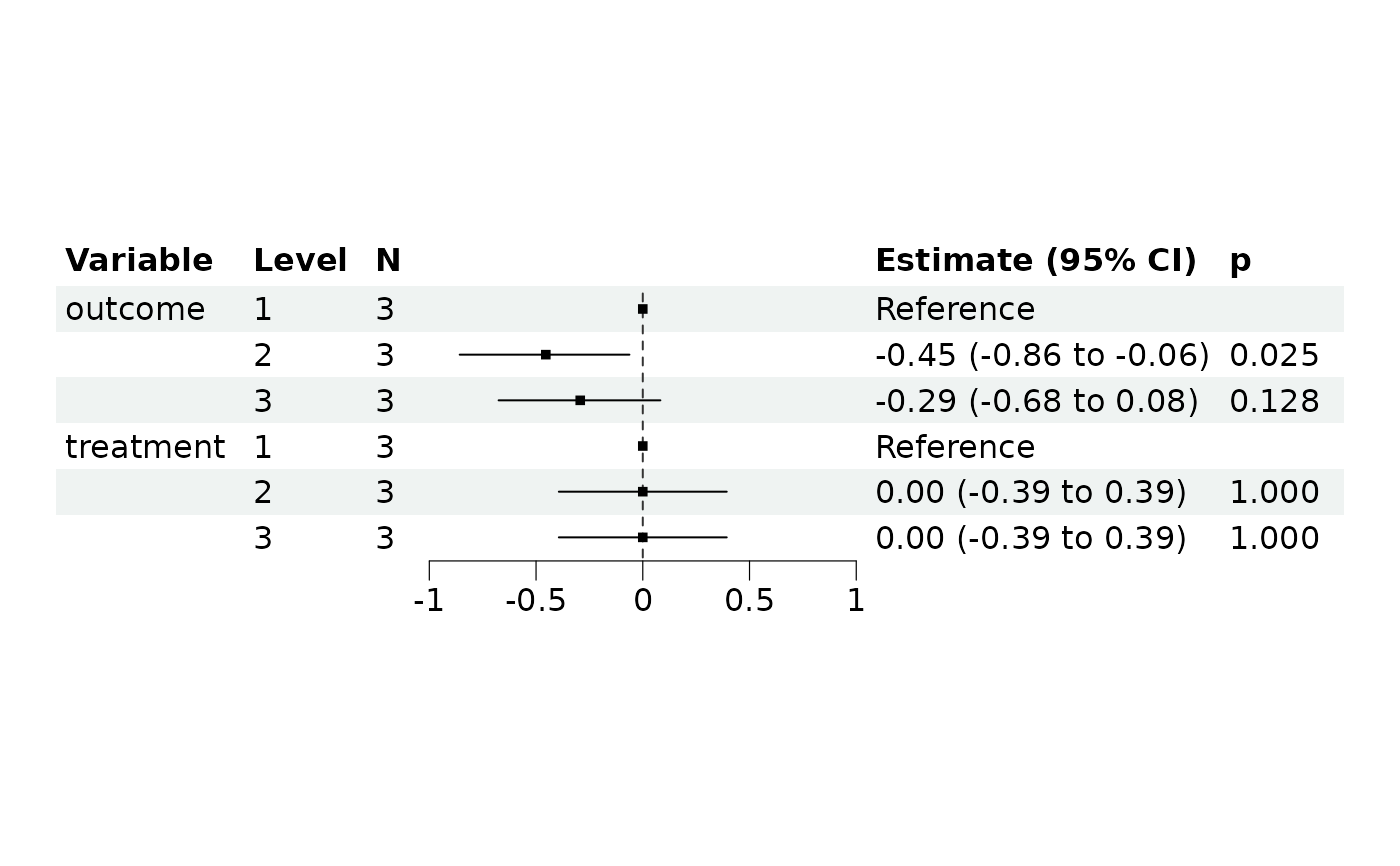 Variable Level N Estimate (95% CI) p
outcome 1 3 Reference
2 3 -0.45 (-0.86 to -0.06) 0.025
3 3 -0.29 (-0.68 to 0.08) 0.128
treatment 1 3 Reference
2 3 0.00 (-0.39 to 0.39) 1.000
3 3 0.00 (-0.39 to 0.39) 1.000
-1 -0.5 0 0.5 1